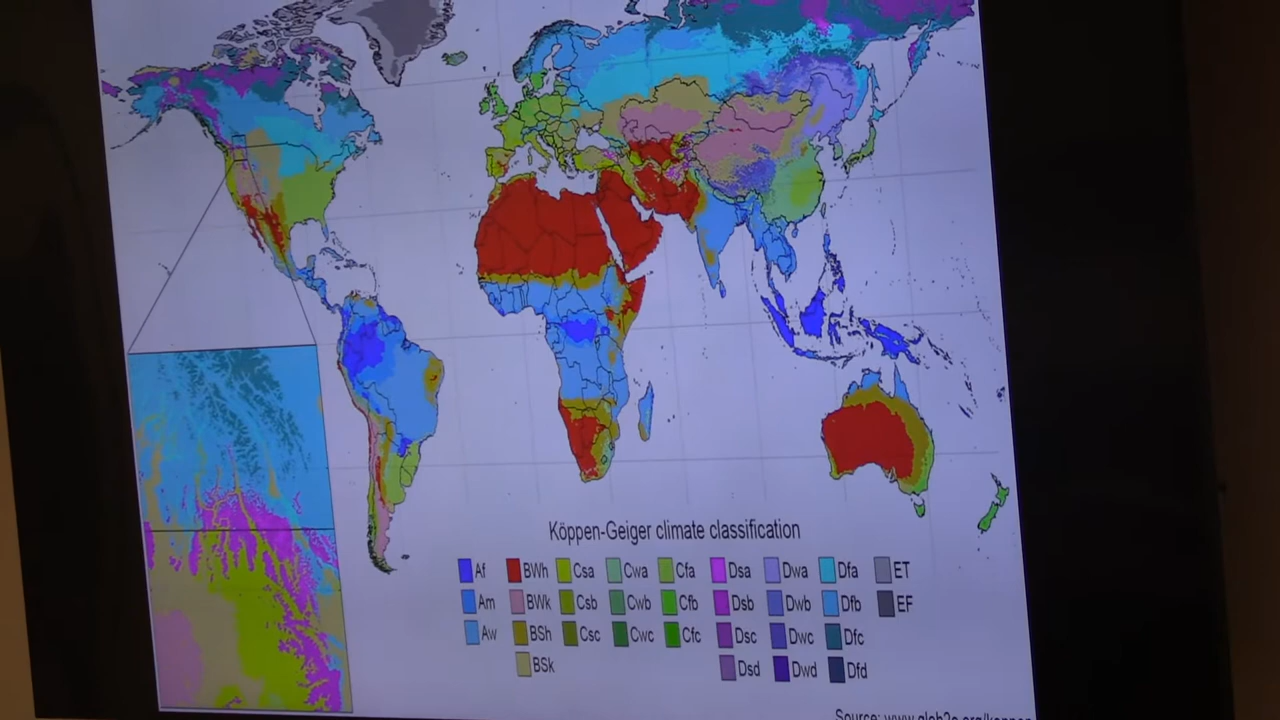 Köppen-Geiger climate classification
Af BWh Csa Cwa Cfa Dsa Dwa Dfa ET
Am BWk Csb Cwb Cfb Dsb Dwb Dfb EF
Aw BSh Csc Cwc Cfc Dsc Dwc Dfc
BSk Dsd Dwd Dfd
Source: